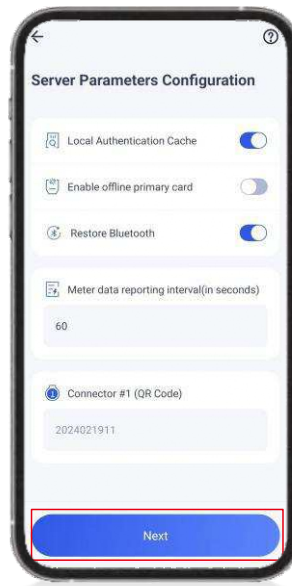 Server Parameters Configuration
Local Authentication Cache
Enable offline primary card
Restore Bluetooth
Meter data reporting interval(in seconds)
60
Connector #1 (QR Code)
2024021911
Next